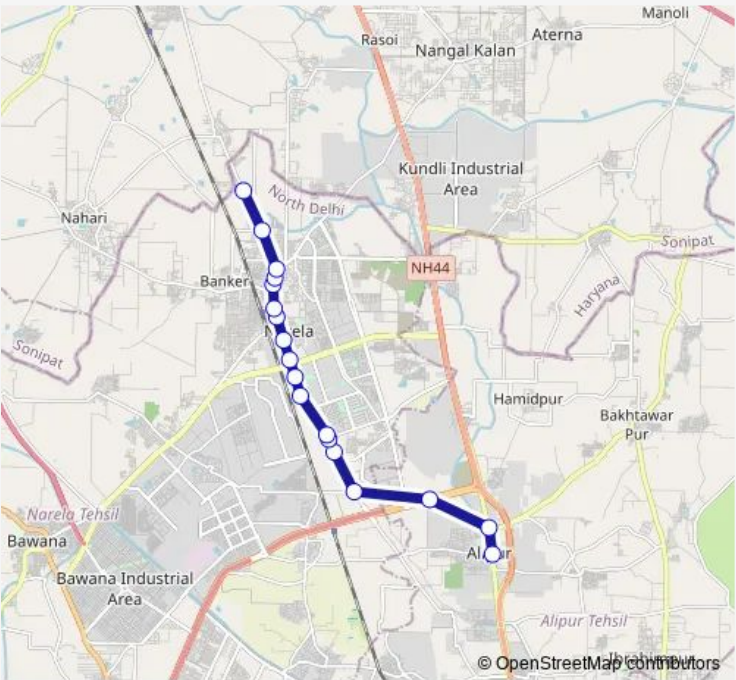 Manoli
Rasoi
Aterna
Nangal Kalan
Kundli Industrial
Area
North Delhi
Nahari
Sonipat
NH44
Banker
Haryana
Sonipat
Hamidpur
Bakhtawar
Pur
Narela Tehsil
Bawana
Bawana Industrial
Area
Alipur Tehsil
© OpenStreetMap contributors